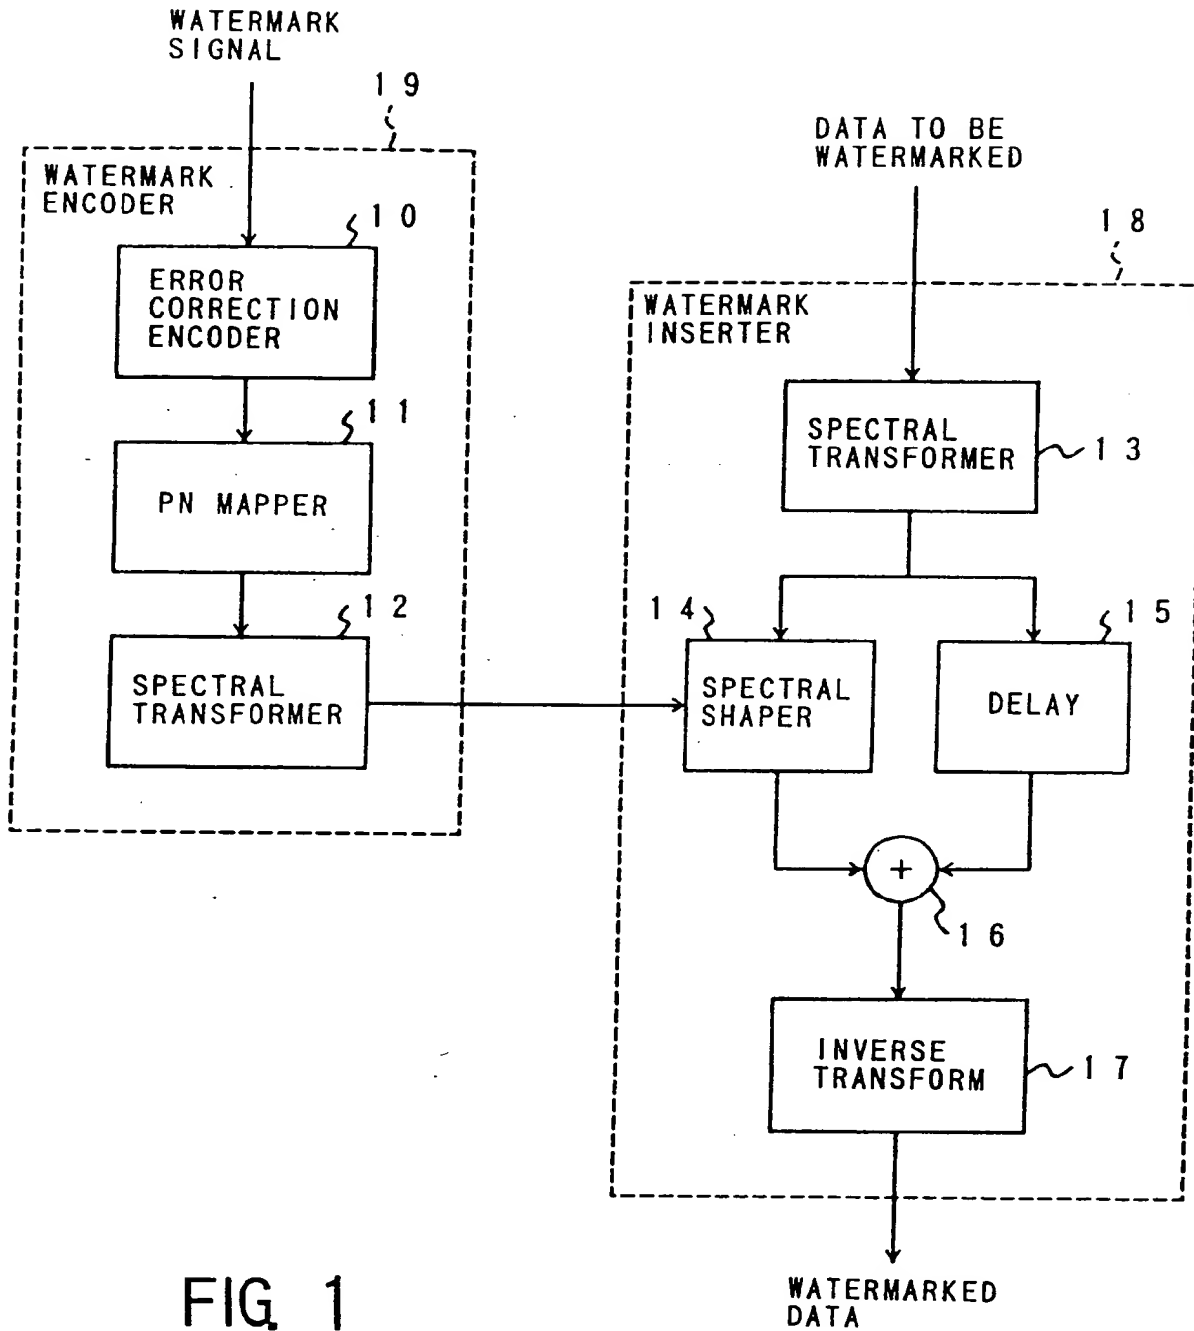 WATERMARK
SIGNAL
19
WATERMARK
ENCODER
10
ERROR
CORRECTION
ENCODER
11
PN MAPPER
12
SPECTRAL
TRANSFORMER
DATA TO BE
WATERMARKED
18
WATERMARK
INSERTER
SPECTRAL
TRANSFORMER
13
14
SPECTRAL
SHAPER
15
DELAY
+
16
INVERSE
TRANSFORM
17
WATERMARKED
DATA
FIG. 1